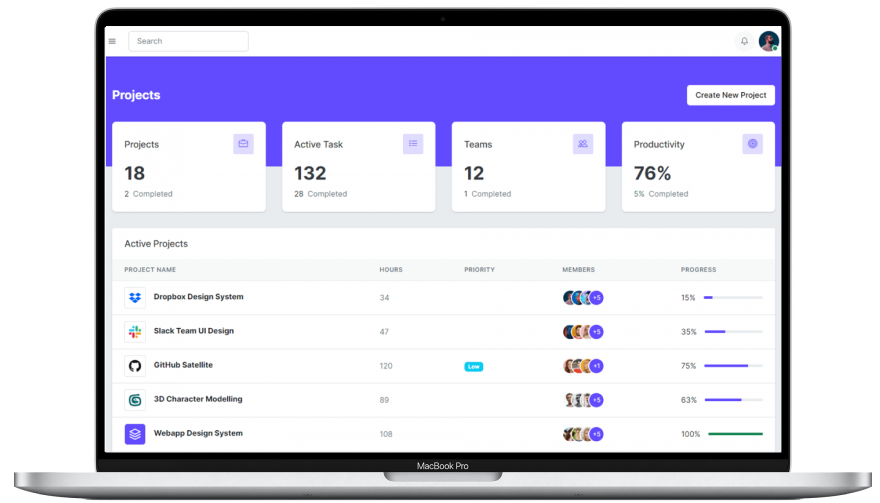 Search
Projects
Create New Project
Projects
18
2 Completed
Active Task
132
28 Completed
Teams
12
1 Completed
Productivity
76%
5% Completed
Active Projects
PROJECT NAME HOURS PRIORITY MEMBERS PROGRESS
Dropbox Design System 34 +5 15%
Slack Team UI Design 47 +5 35%
GitHub Satellite 120 Low +1 75%
3D Character Modelling 89 +5 63%
Webapp Design System 108 +5 100%
MacBook Pro